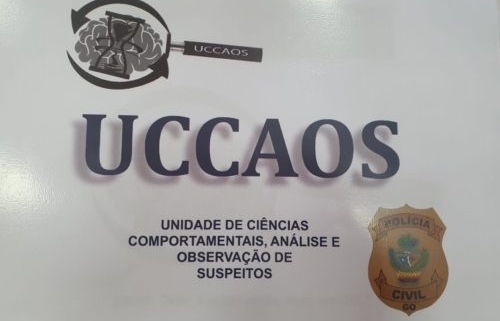 UCCAOS
UCCAOS
UNIDADE DE CIÊNCIAS
COMPORTAMENTAIS, ANÁLISE E
OBSERVAÇÃO DE
SUSPEITOS
POLÍCIA
CIVIL
GO